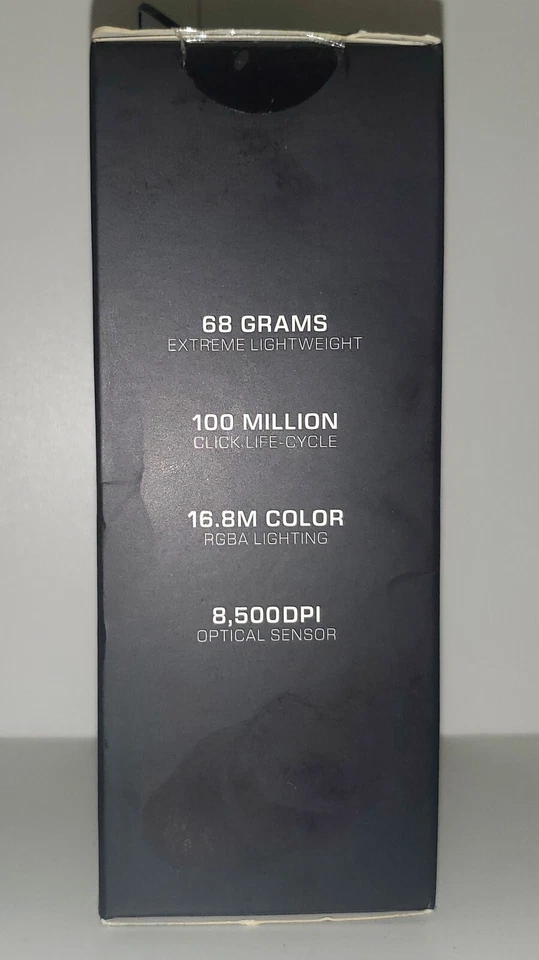 68 GRAMS
EXTREME LIGHTWEIGHT
100 MILLION
CLICK LIFE-CYCLE
16.8M COLOR
RGBA LIGHTING
8,500DPI
OPTICAL SENSOR